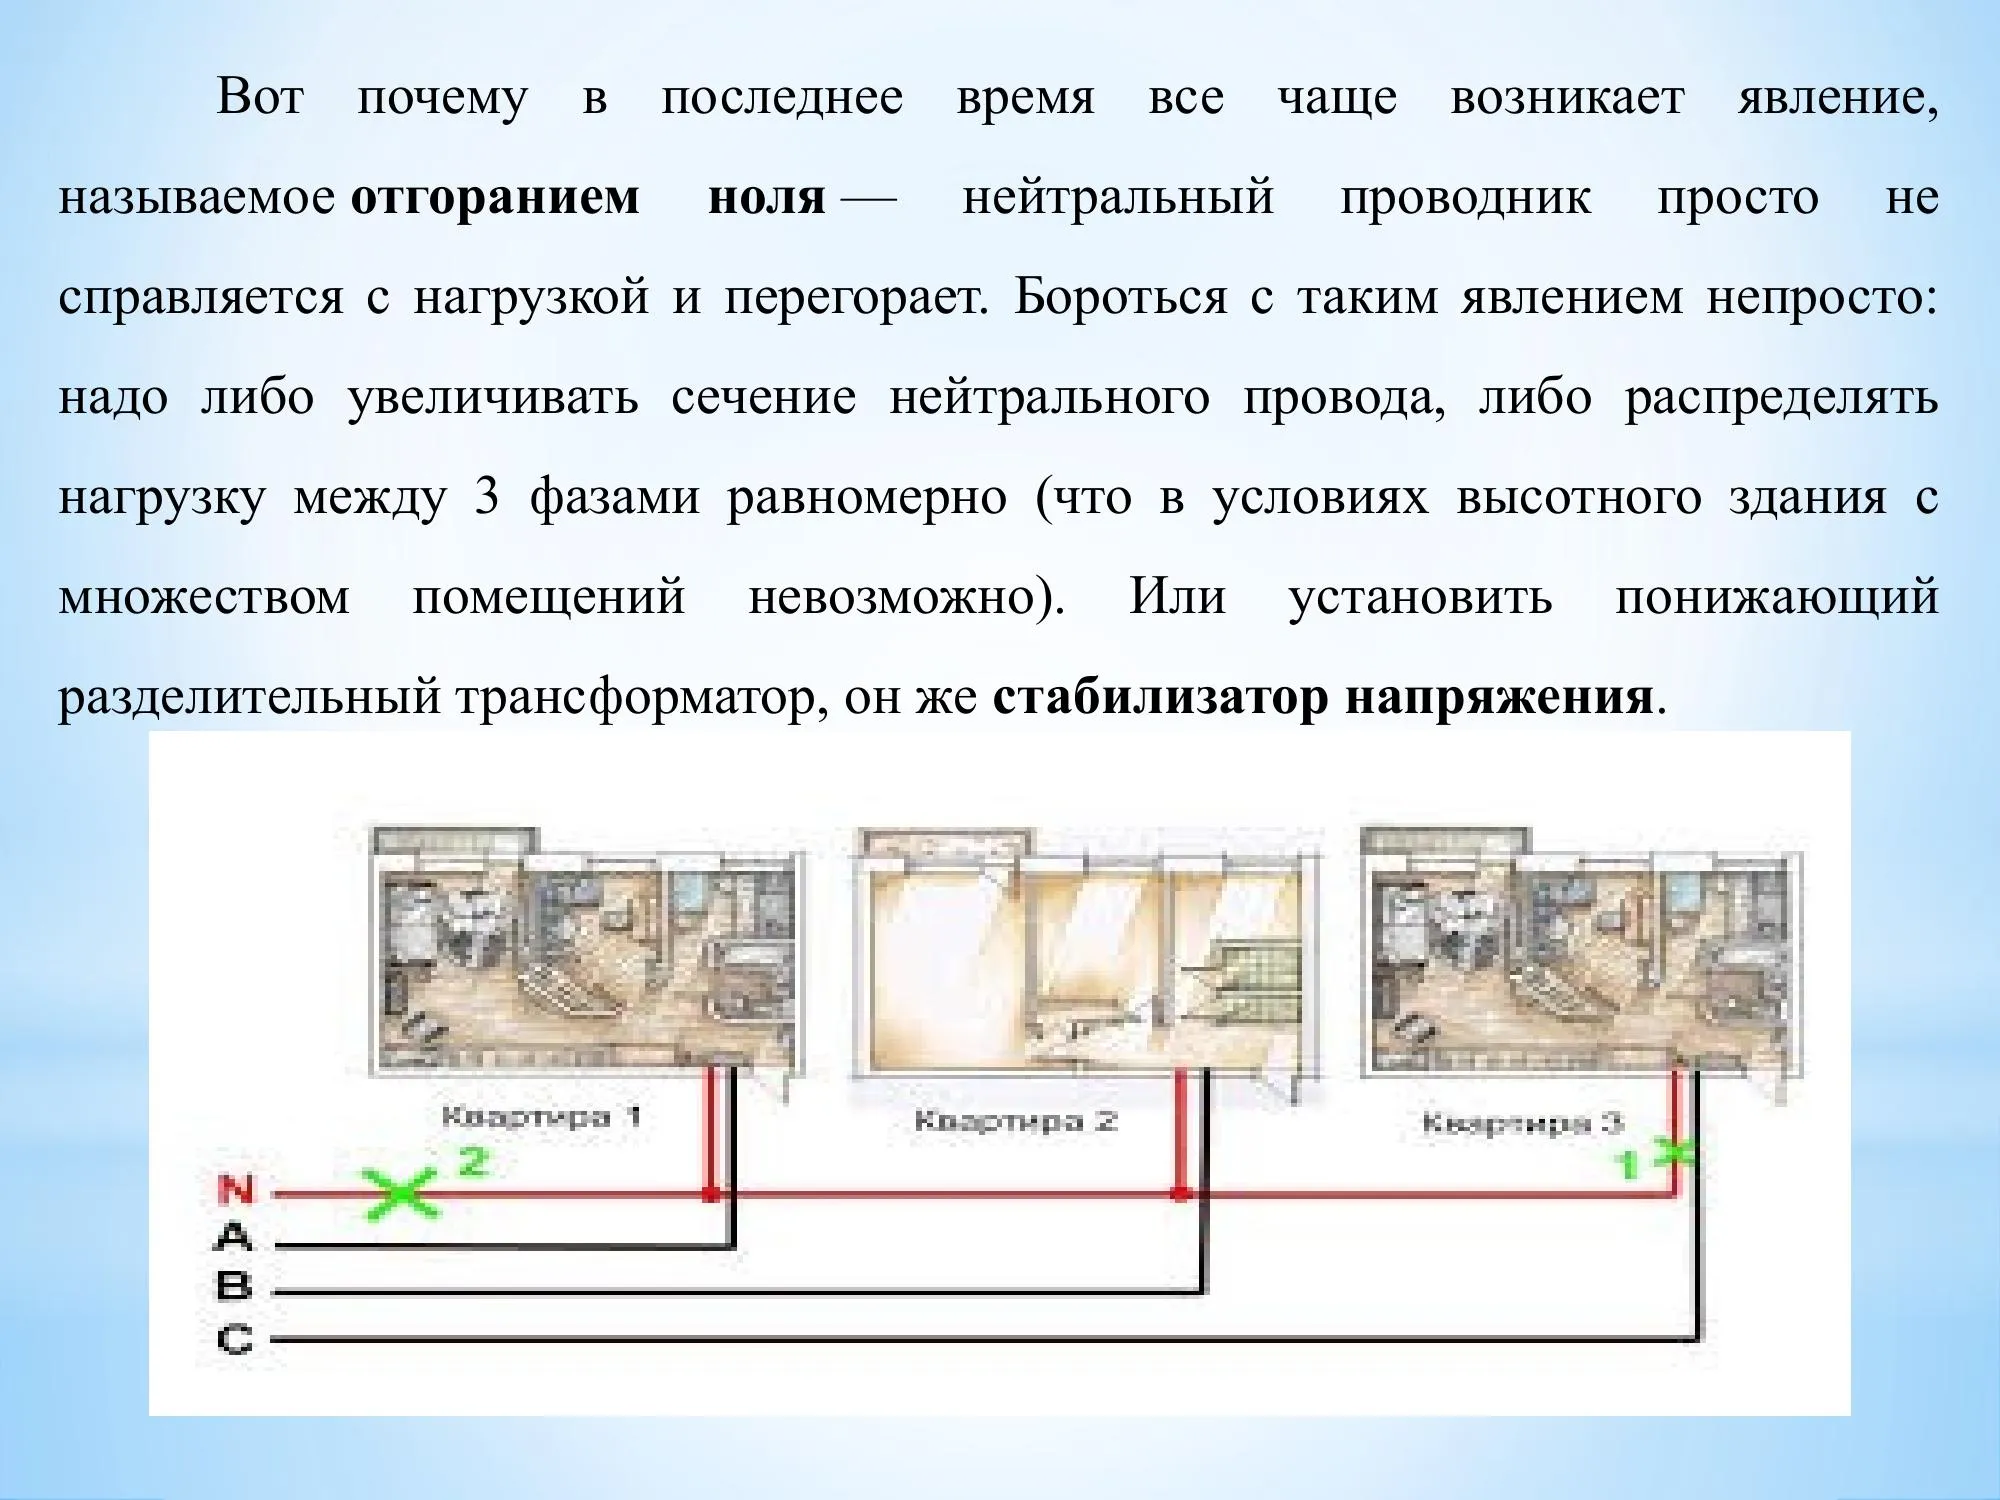 Вот почему в последнее время все чаще возникает явление,
называемое отгоранием ноля — нейтральный проводник просто не
справляется с нагрузкой и перегорает. Бороться с таким явлением непросто:
надо либо увеличивать сечение нейтрального провода, либо распределять
нагрузку между 3 фазами равномерно (что в условиях высотного здания с
множеством помещений невозможно). Или установить понижающий
разделительный трансформатор, он же стабилизатор напряжения.
Квартира 1
Квартира 2
Квартира 3
2
1
N
A
B
C